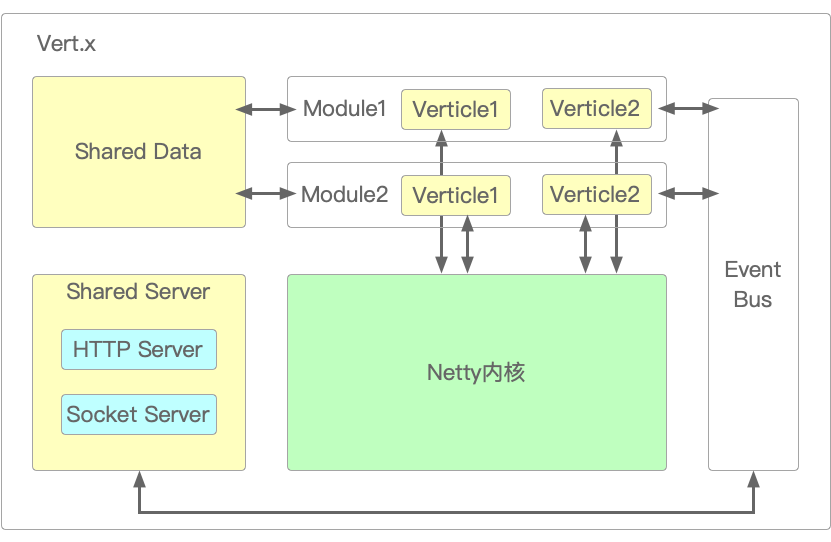 Vert.x
Shared Data
Module1
Verticle1
Verticle2
Module2
Verticle1
Verticle2
Event
Bus
Shared Server
HTTP Server
Socket Server
Netty内核